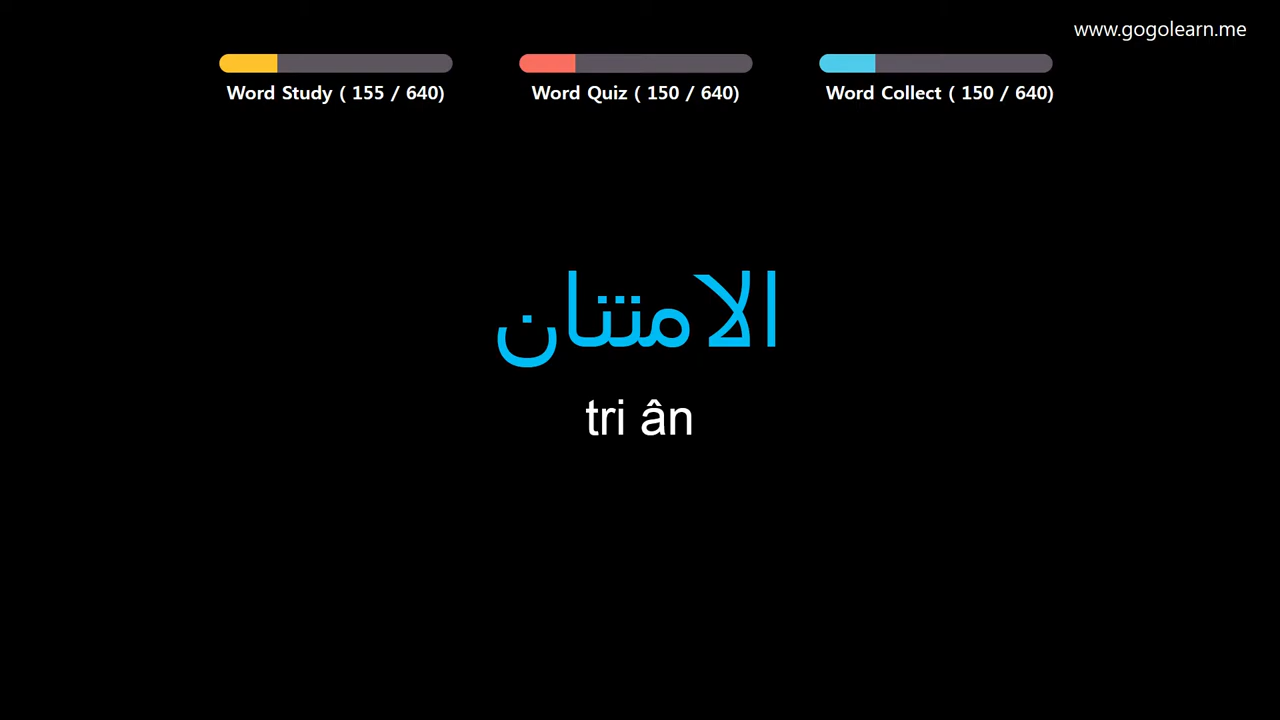 www.gogolearn.me
Word Study ( 155 / 640)
Word Quiz ( 150 / 640)
Word Collect ( 150 / 640)
الامتنان
tri ân